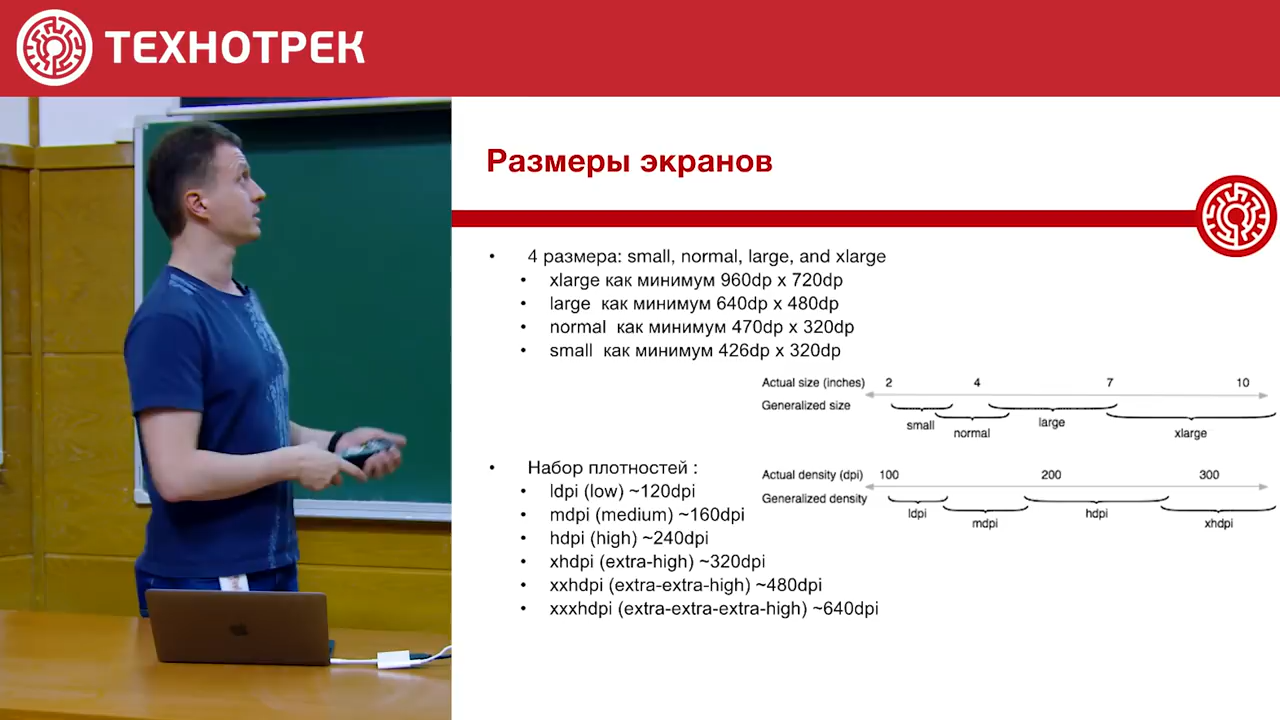 ТЕХНОТРЕК
Размеры экранов
• 4 размера: small, normal, large, and xlarge
• xlarge как минимум 960dp x 720dp
• large как минимум 640dp x 480dp
• normal как минимум 470dp x 320dp
• small как минимум 426dp x 320dp
Actual size (inches) 2 4 7 10
Generalized size
small normal large xlarge
• Набор плотностей :
• ldpi (low) ~120dpi
• mdpi (medium) ~160dpi
• hdpi (high) ~240dpi
• xhdpi (extra-high) ~320dpi
• xxhdpi (extra-extra-high) ~480dpi
• xxxhdpi (extra-extra-extra-high) ~640dpi
Actual density (dpi) 100 200 300
Generalized density
ldpi mdpi hdpi xhdpi